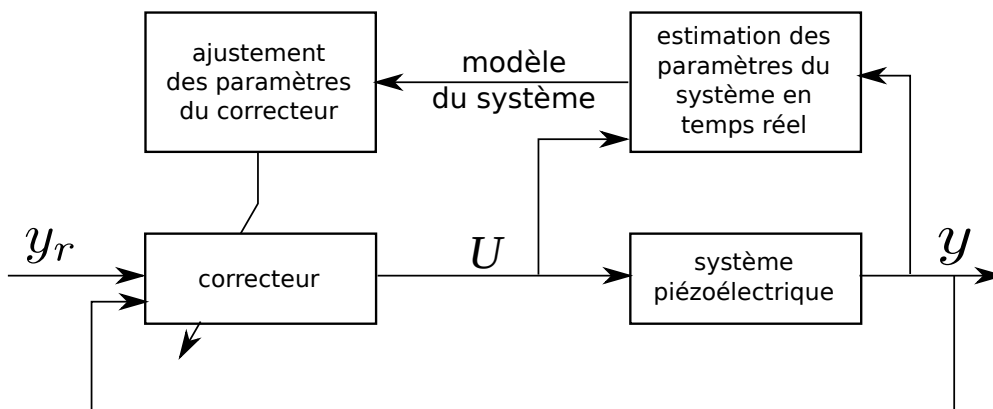 ajustement
des paramètres
du correcteur
modèle
du système
estimation des
paramètres du
système en
temps réel
y_r
correcteur
U
système
piézoélectrique
y